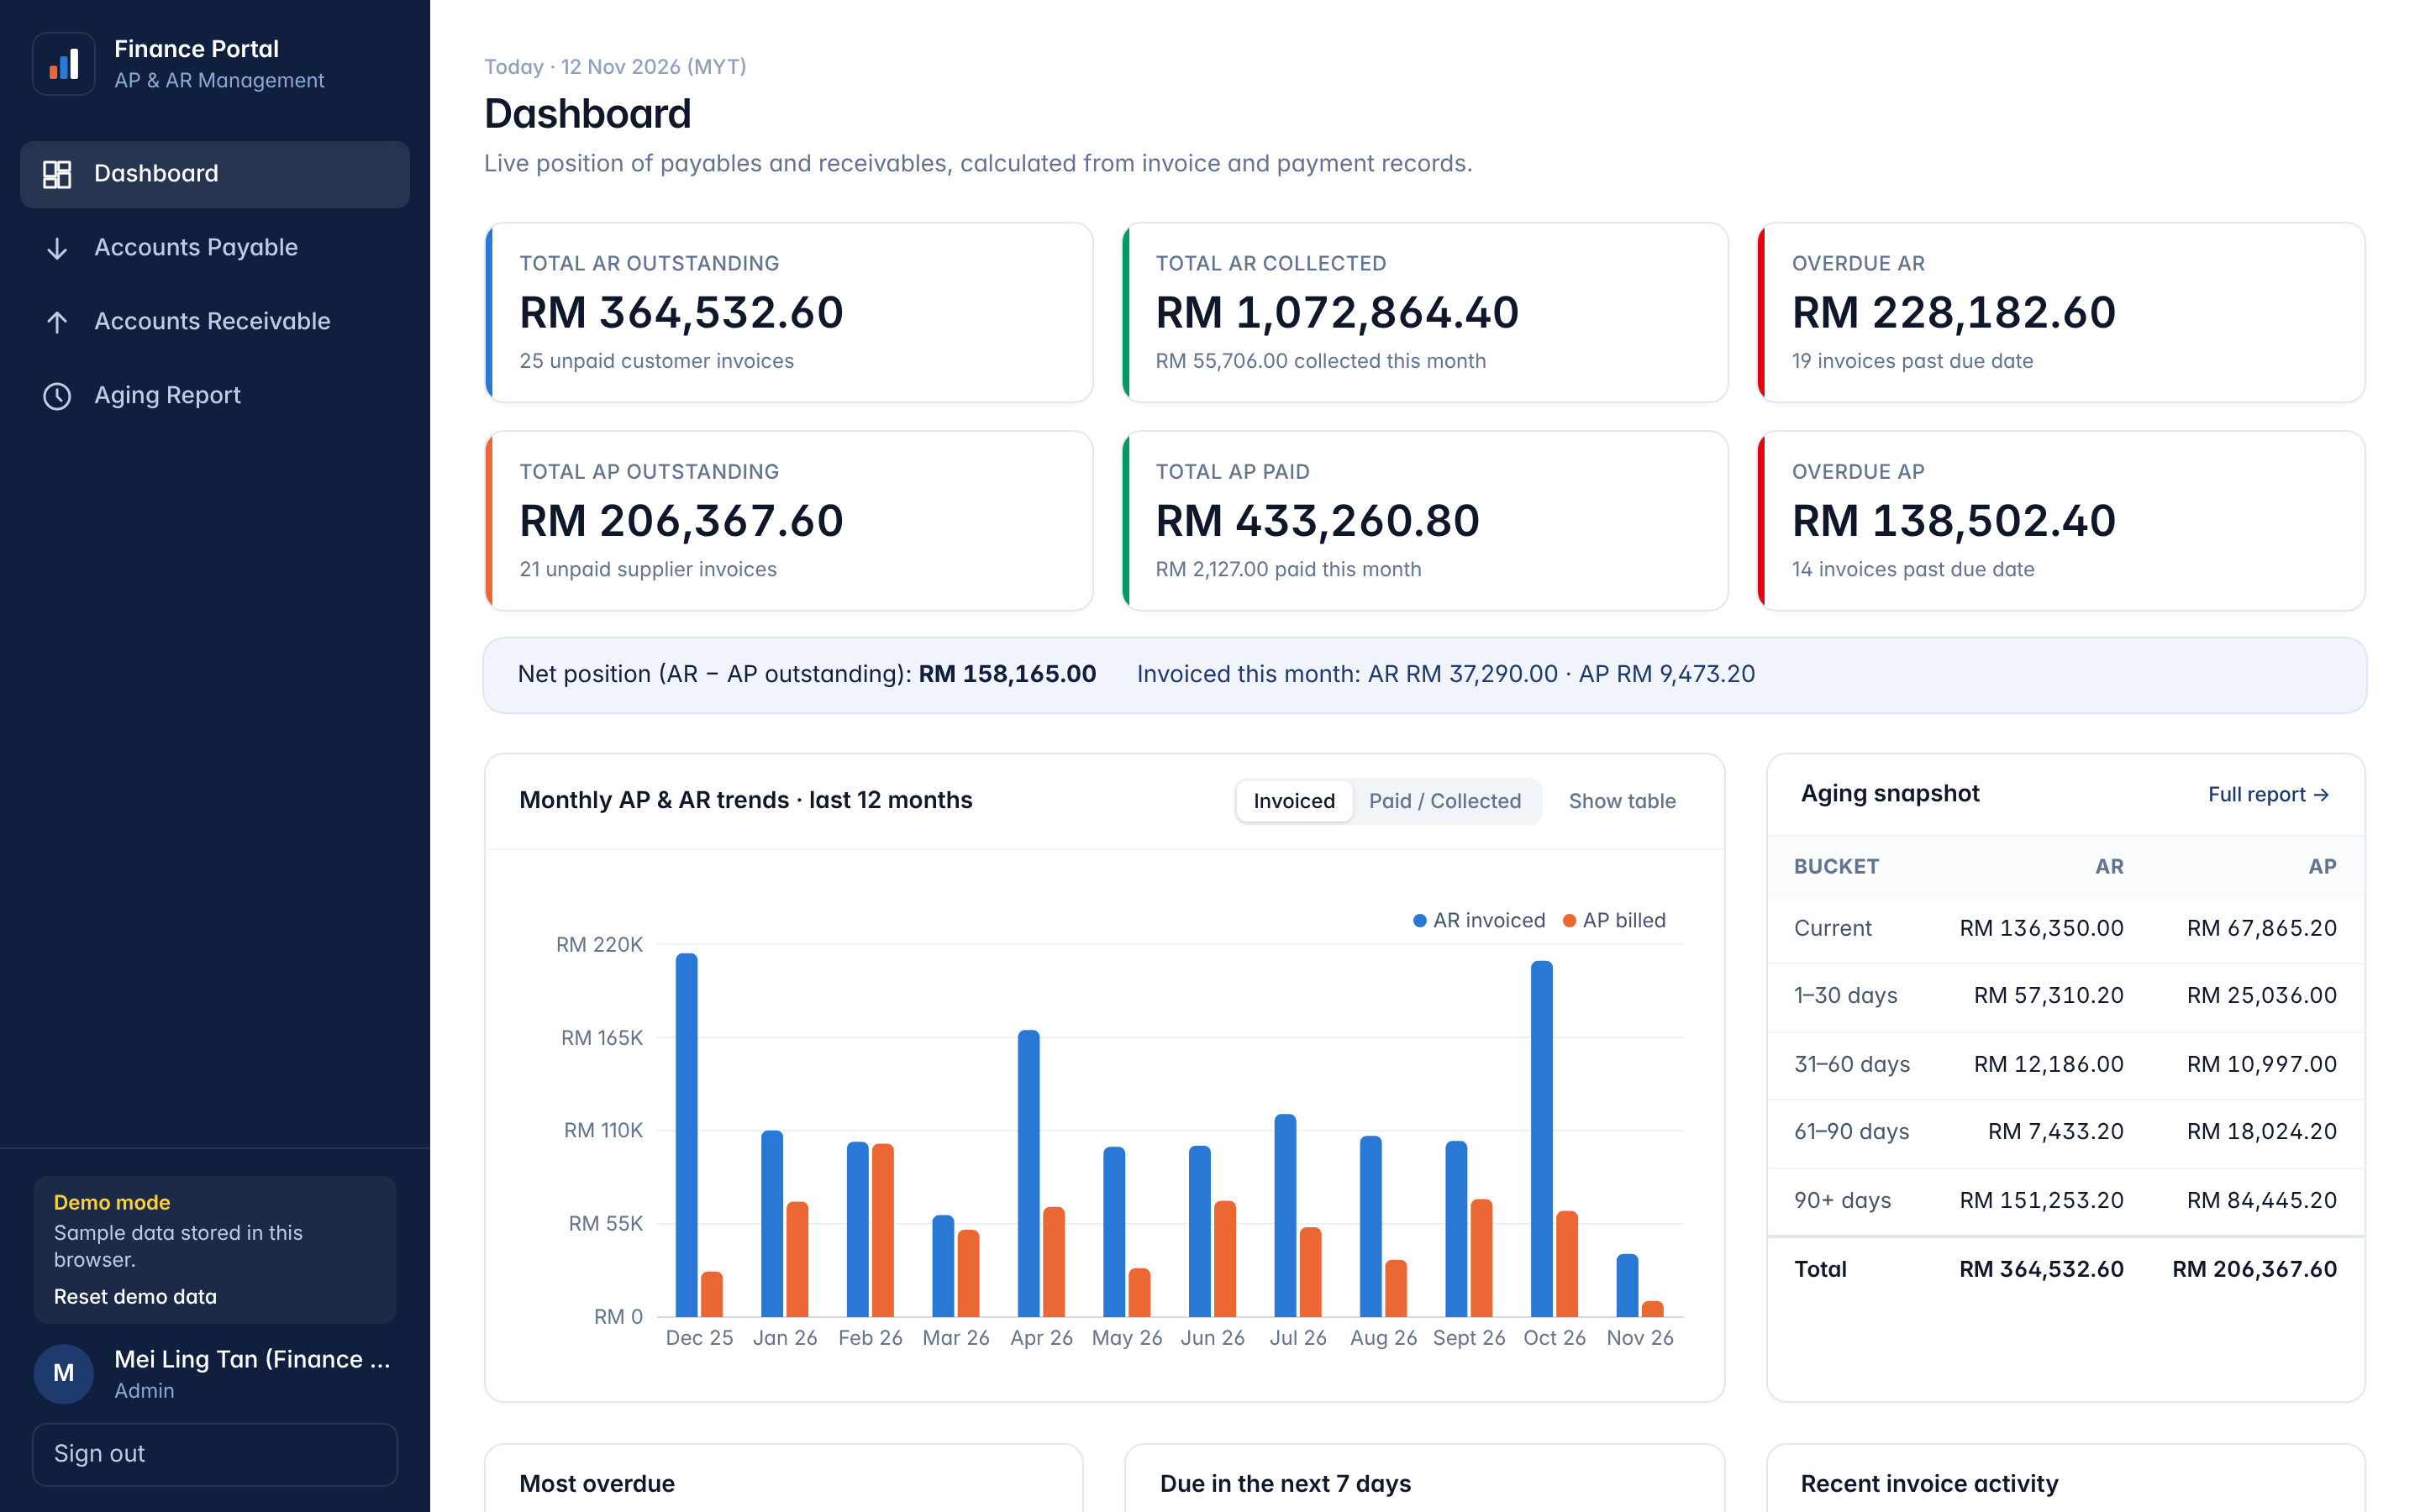 Finance Portal
AP & AR Management
Dashboard
Accounts Payable
Accounts Receivable
Aging Report
Demo mode
Sample data stored in this
browser.
Reset demo data
M
Mei Ling Tan (Finance ...
Admin
Sign out
Today · 12 Nov 2026 (MYT)
Dashboard
Live position of payables and receivables, calculated from invoice and payment records.
TOTAL AR OUTSTANDING
RM 364,532.60
25 unpaid customer invoices
TOTAL AR COLLECTED
RM 1,072,864.40
RM 55,706.00 collected this month
OVERDUE AR
RM 228,182.60
19 invoices past due date
TOTAL AP OUTSTANDING
RM 206,367.60
21 unpaid supplier invoices
TOTAL AP PAID
RM 433,260.80
RM 2,127.00 paid this month
OVERDUE AP
RM 138,502.40
14 invoices past due date
Net position (AR − AP outstanding): RM 158,165.00 Invoiced this month: AR RM 37,290.00 · AP RM 9,473.20
Monthly AP & AR trends · last 12 months
Invoiced Paid / Collected Show table
AR invoiced AP billed
RM 220K
RM 165K
RM 110K
RM 55K
RM 0
Dec 25 Jan 26 Feb 26 Mar 26 Apr 26 May 26 Jun 26 Jul 26 Aug 26 Sept 26 Oct 26 Nov 26
Aging snapshot Full report →
BUCKET AR AP
Current RM 136,350.00 RM 67,865.20
1–30 days RM 57,310.20 RM 25,036.00
31–60 days RM 12,186.00 RM 10,997.00
61–90 days RM 7,433.20 RM 18,024.20
90+ days RM 151,253.20 RM 84,445.20
Total RM 364,532.60 RM 206,367.60
Most overdue
Due in the next 7 days
Recent invoice activity